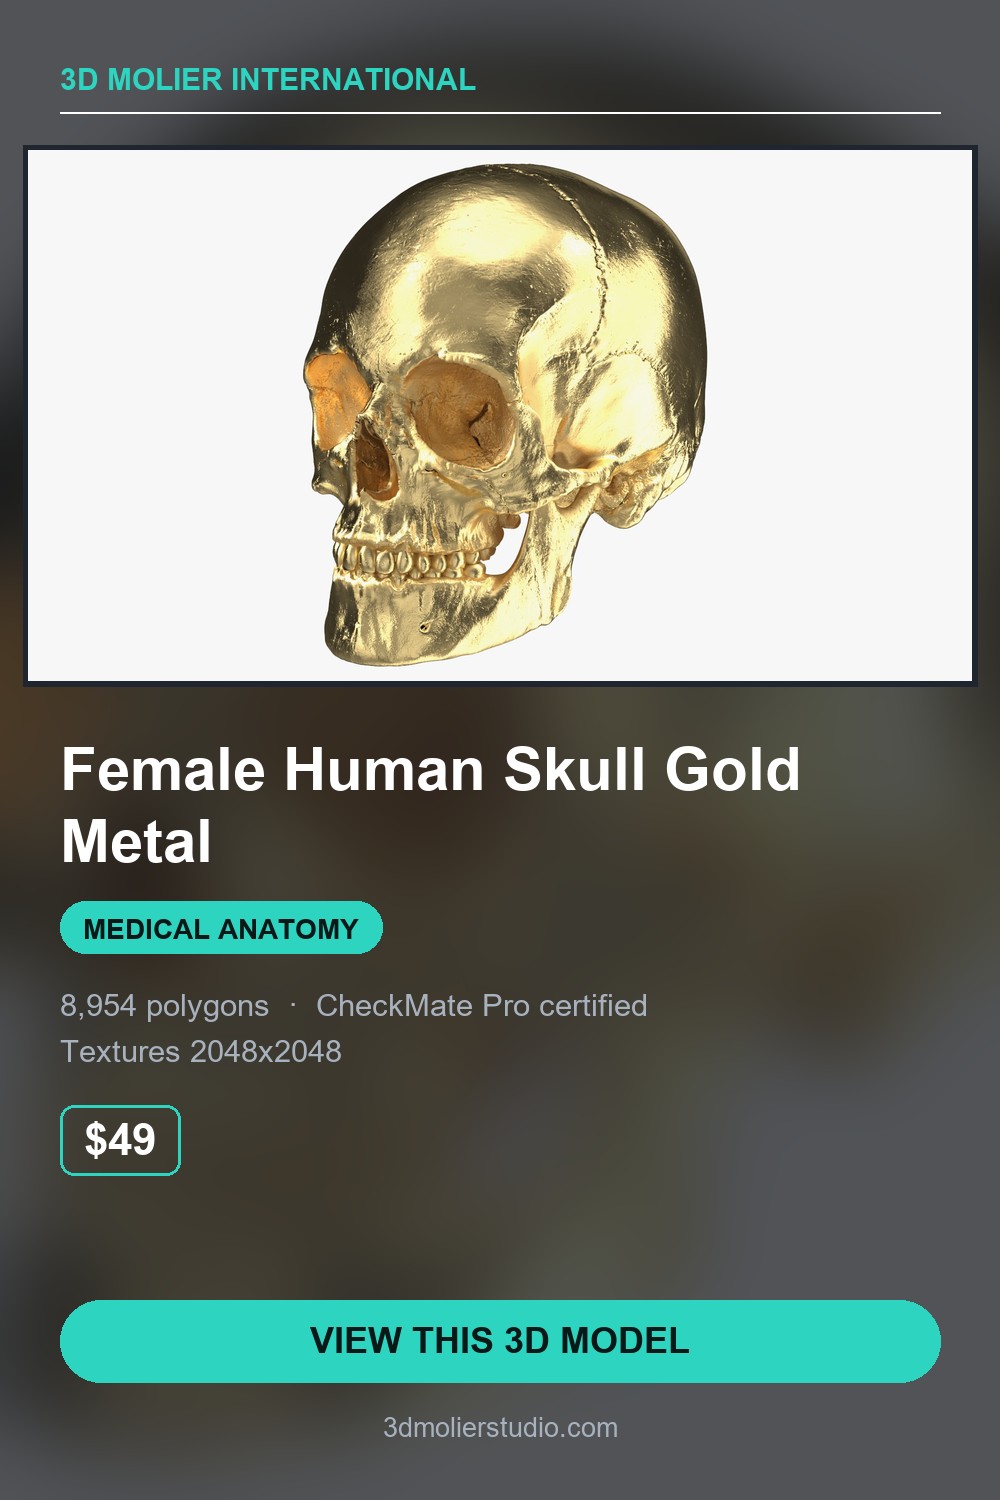 3D MOLIER INTERNATIONAL
Female Human Skull Gold
Metal
MEDICAL ANATOMY
8,954 polygons · CheckMate Pro certified
Textures 2048x2048
$49
VIEW THIS 3D MODEL
3dmolierstudio.com